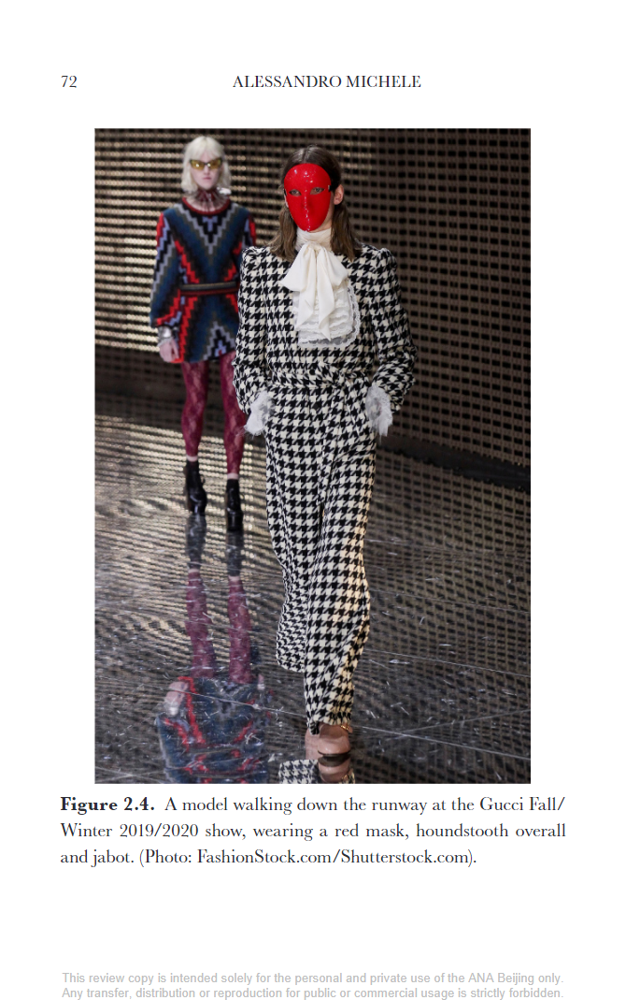 72
ALESSANDRO MICHELE
Figure 2.4. A model walking down the runway at the Gucci Fall/
Winter 2019/2020 show, wearing a red mask, houndstooth overall
and jabot. (Photo: FashionStock.com/Shutterstock.com).
This review copy is intended solely for the personal and private use of the ANA Beijing only.
Any transfer, distribution or reproduction for public or commercial usage is strictly forbidden.